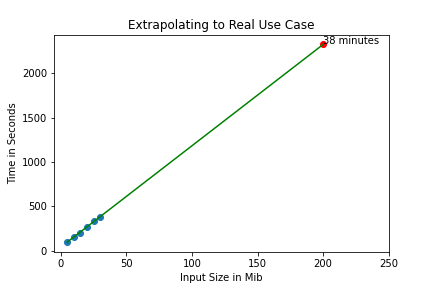 Extrapolating to Real Use Case
38 minutes
2000
1500
1000
500
0
Time in Seconds
0 50 100 150 200 250
Input Size in Mib